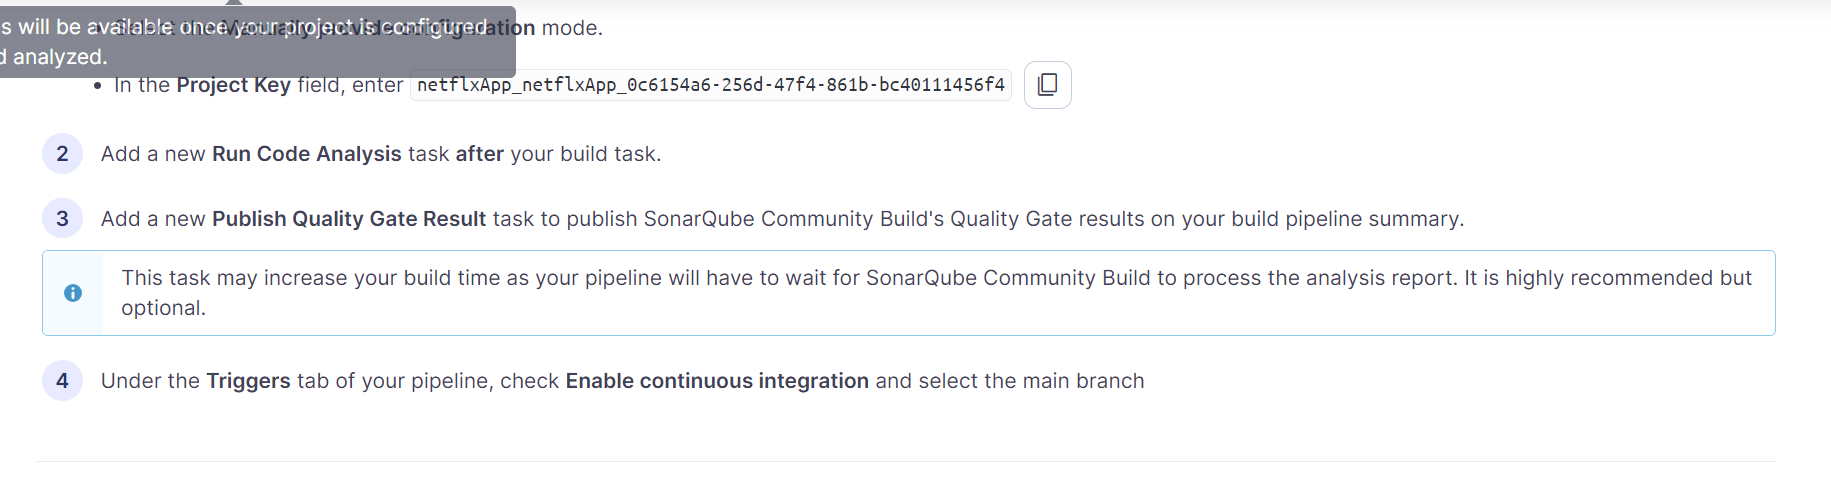 s will be available once your project is configured
d analyzed.
Select the Manually provide configuration mode.
In the Project Key field, enter netflxApp_netflxApp_0c6154a6-256d-47f4-861b-bc40111456f4
2 Add a new Run Code Analysis task after your build task.
3 Add a new Publish Quality Gate Result task to publish SonarQube Community Build's Quality Gate results on your build pipeline summary.
This task may increase your build time as your pipeline will have to wait for SonarQube Community Build to process the analysis report. It is highly recommended but
optional.
4 Under the Triggers tab of your pipeline, check Enable continuous integration and select the main branch